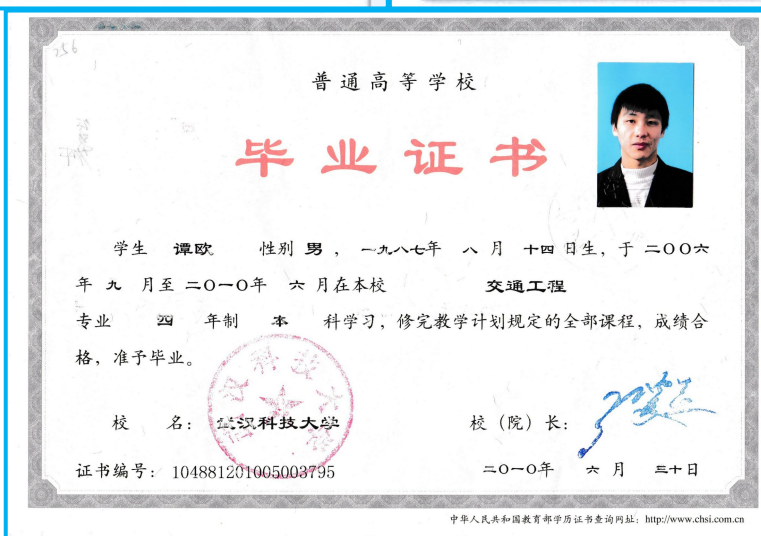 256
普通高等学校
毕业证书
学生 谭欧 性别 男 ， 一九八七年 八 月 十四 日生，于 二〇〇六
年 九 月至 二〇一〇年 六 月在本校 交通工程
专业 四 年制 本 科学习，修完教学计划规定的全部课程，成绩合
格，准予毕业。
校 名： 武汉科技大学
校（院）长：
证书编号： 104881201005003795
二〇一〇年 六 月 三十日
中华人民共和国教育部学历证书查询网址：http://www.chsi.com.cn